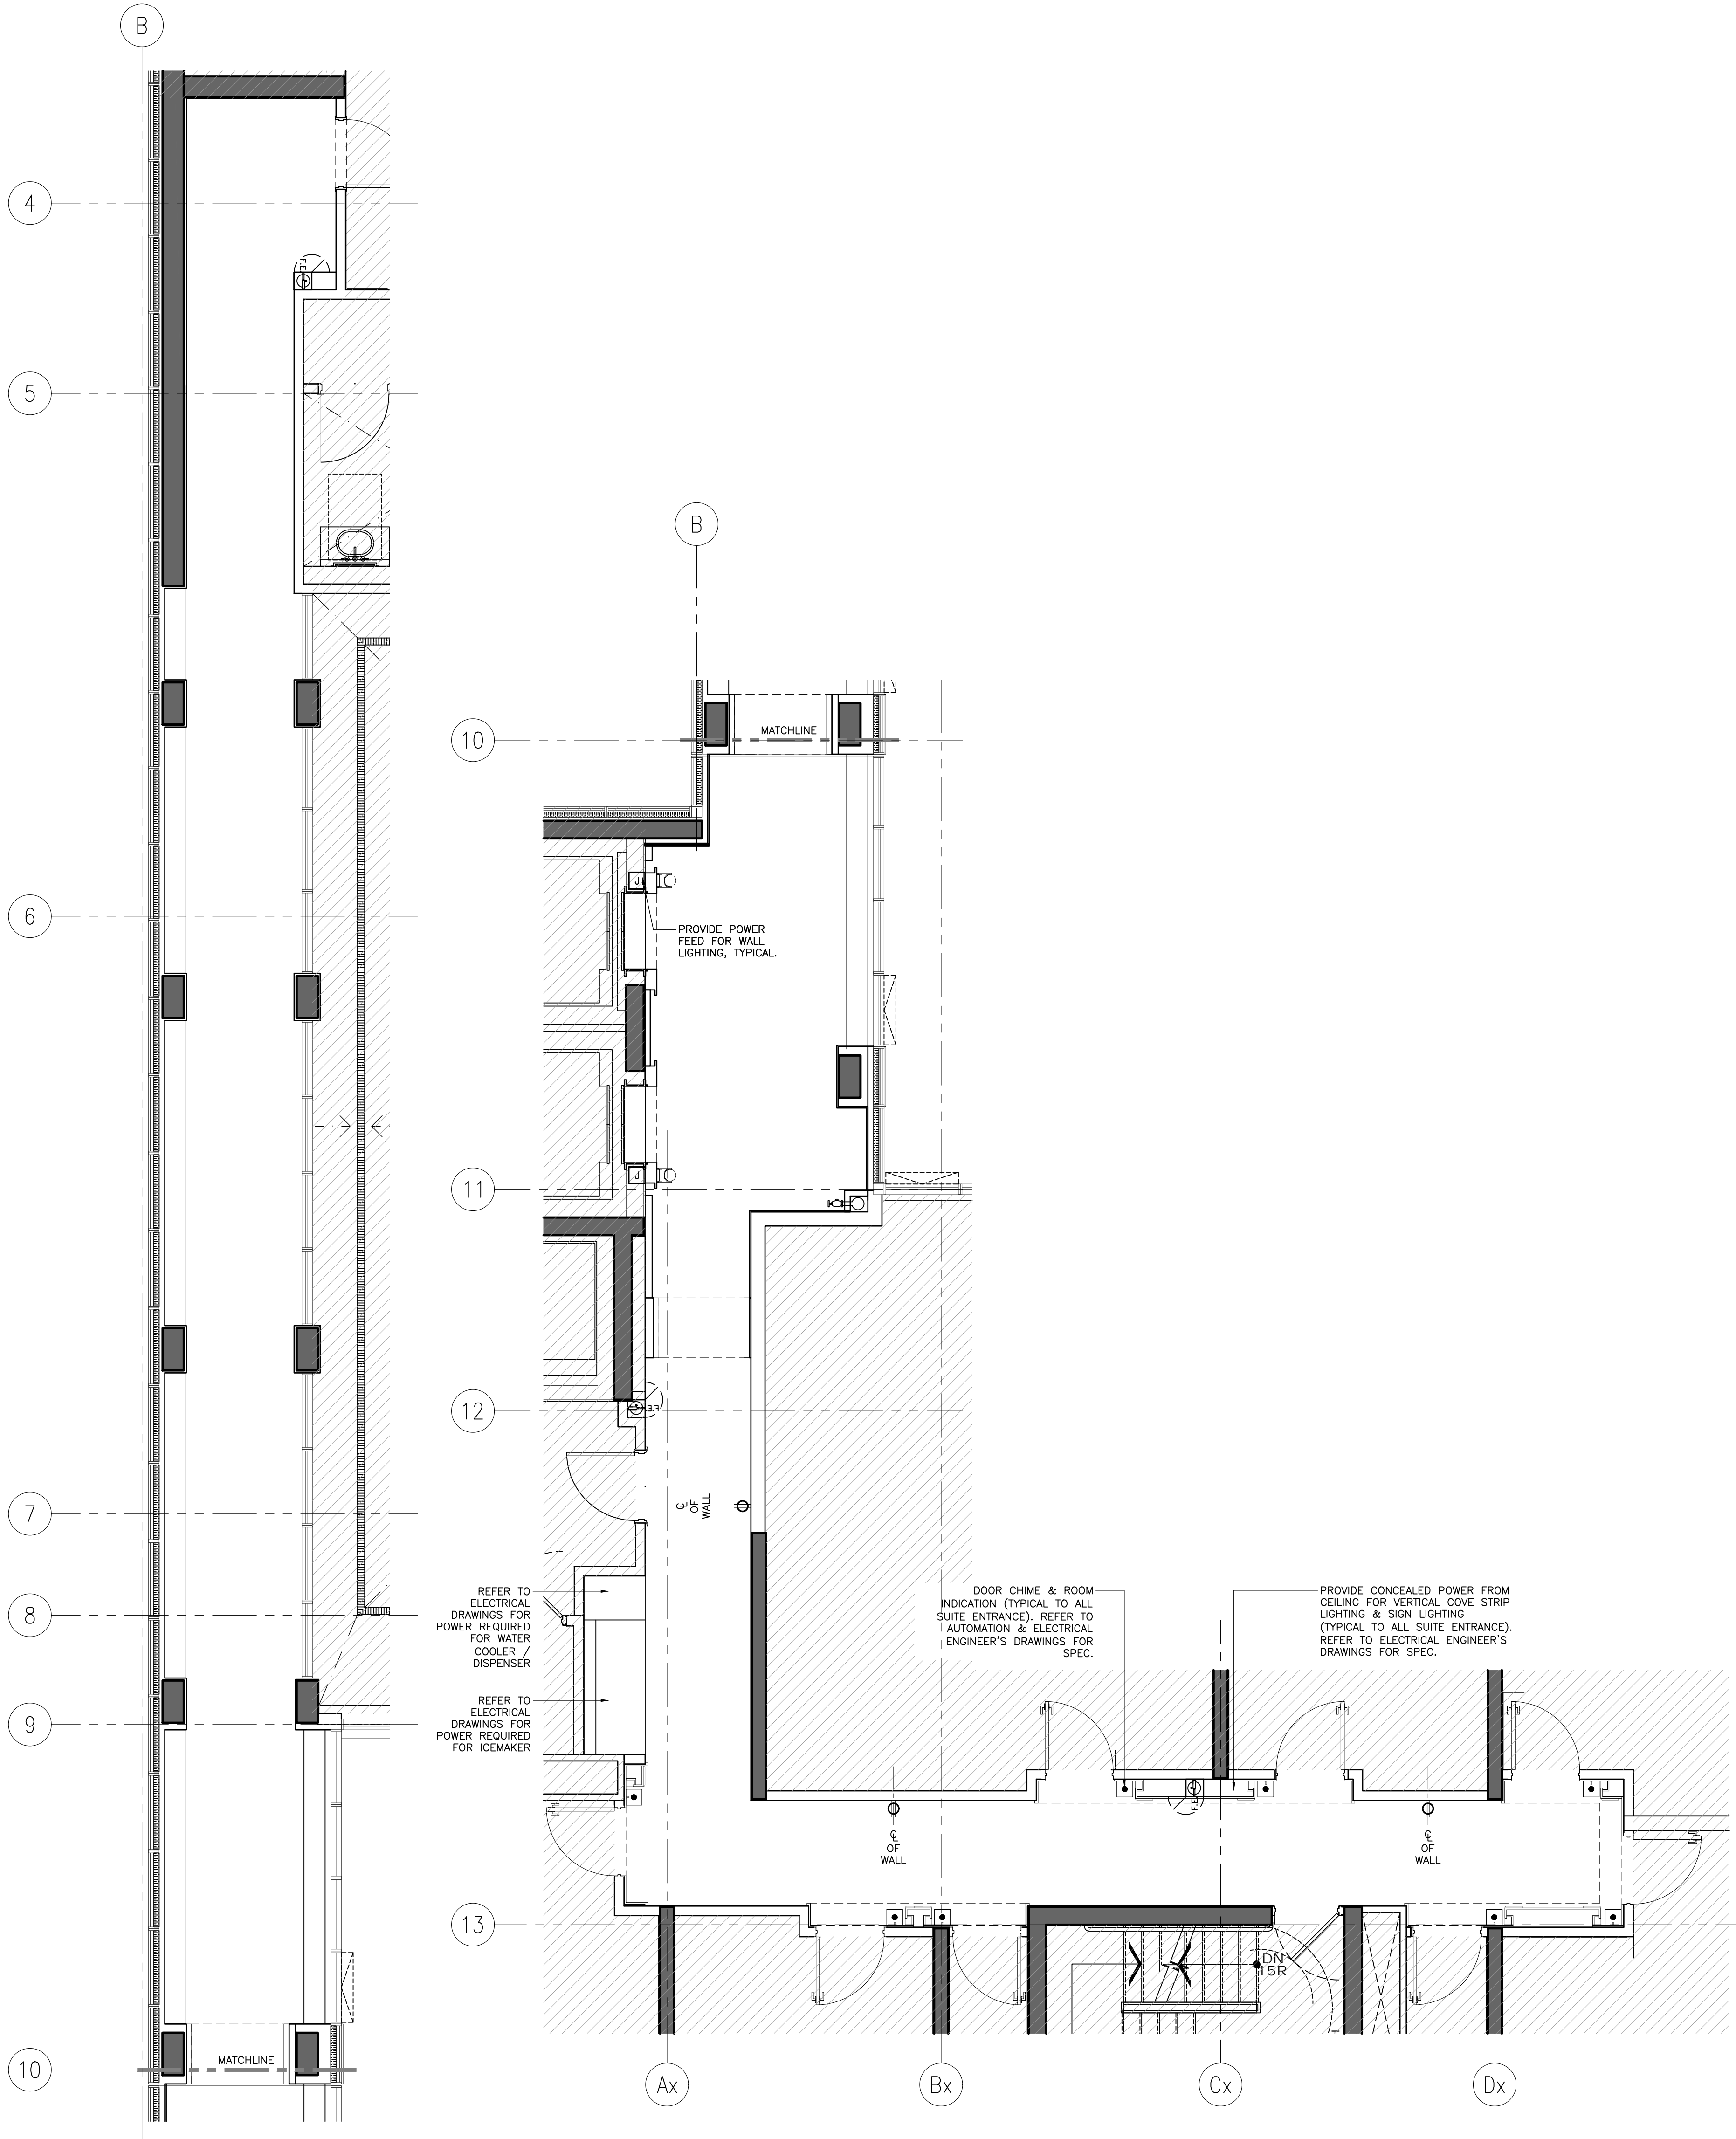 B
4
F.E.
5
6
7
8
9
MATCHLINE
10
B
10
MATCHLINE
J
PROVIDE POWER
FEED FOR WALL
LIGHTING, TYPICAL.
J
11
12
F.E.
℄
OF
WALL
REFER TO
ELECTRICAL
DRAWINGS FOR
POWER REQUIRED
FOR WATER
COOLER /
DISPENSER
REFER TO
ELECTRICAL
DRAWINGS FOR
POWER REQUIRED
FOR ICEMAKER
DOOR CHIME & ROOM
INDICATION (TYPICAL TO ALL
SUITE ENTRANCE). REFER TO
AUTOMATION & ELECTRICAL
ENGINEER'S DRAWINGS FOR
SPEC.
PROVIDE CONCEALED POWER FROM
CEILING FOR VERTICAL COVE STRIP
LIGHTING & SIGN LIGHTING
(TYPICAL TO ALL SUITE ENTRANCE).
REFER TO ELECTRICAL ENGINEER'S
DRAWINGS FOR SPEC.
F.E.
℄
OF
WALL
℄
OF
WALL
13
DN
15R
Ax
Bx
Cx
Dx